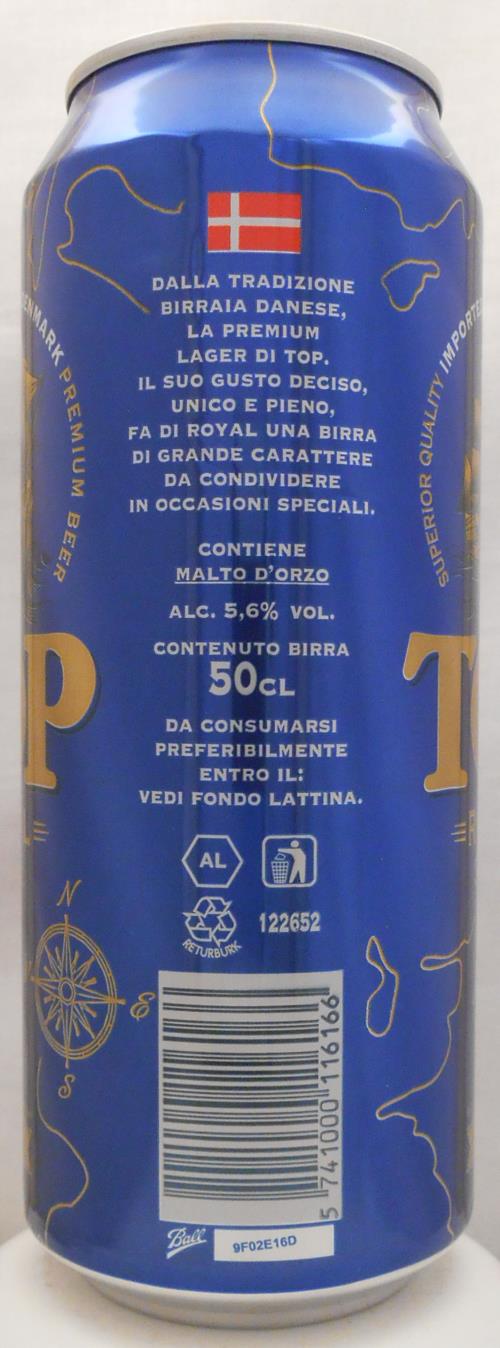 DENMARK PREMIUM BEER
SUPERIOR QUALITY IMPORTE
DALLA TRADIZIONE
BIRRAIA DANESE,
LA PREMIUM
LAGER DI TOP.
IL SUO GUSTO DECISO,
UNICO E PIENO,
FA DI ROYAL UNA BIRRA
DI GRANDE CARATTERE
DA CONDIVIDERE
IN OCCASIONI SPECIALI.
CONTIENE
MALTO D'ORZO
ALC. 5,6% VOL.
CONTENUTO BIRRA
50CL
DA CONSUMARSI
PREFERIBILMENTE
ENTRO IL:
VEDI FONDO LATTINA.
P
T
AL
RETURBURK
122652
N
E
S
5 741000 116166
Ball
9F02E16D